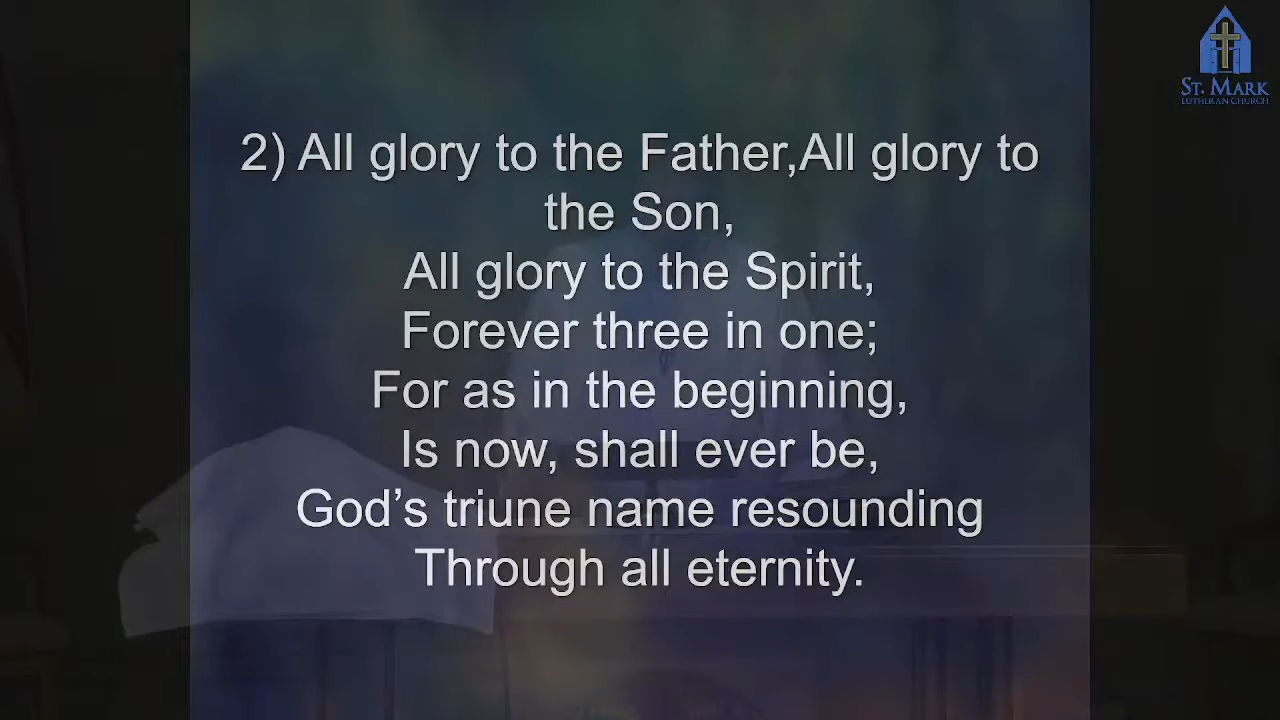 ST. MARK
LUTHERAN CHURCH
2) All glory to the Father,All glory to
the Son,
All glory to the Spirit,
Forever three in one;
For as in the beginning,
Is now, shall ever be,
God’s triune name resounding
Through all eternity.